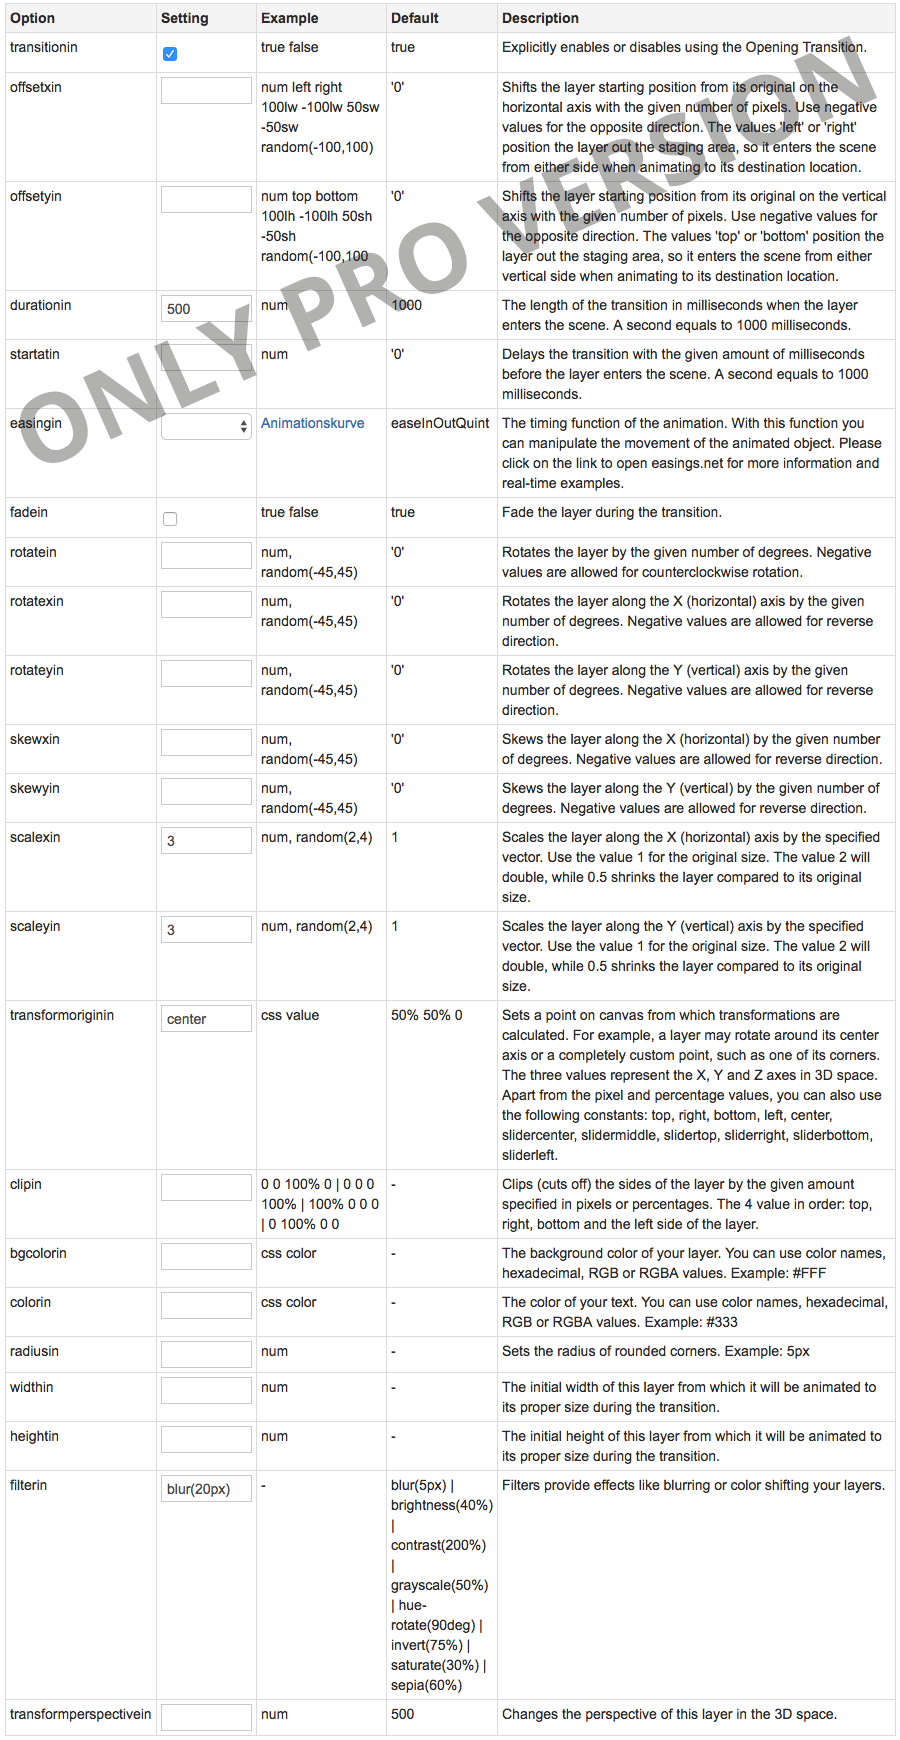 Option Setting Example Default Description
transitionin true false true Explicitly enables or disables using the Opening Transition.
offsetxin num left right '0' Shifts the layer starting position from its original on the
100lw -100lw 50sw horizontal axis with the given number of pixels. Use negative
-50sw values for the opposite direction. The values 'left' or 'right'
random(-100,100) position the layer out the staging area, so it enters the scene
from either side when animating to its destination location.
offsetyin num top bottom '0' Shifts the layer starting position from its original on the vertical
100lh -100lh 50sh axis with the given number of pixels. Use negative values for
-50sh the opposite direction. The values 'top' or 'bottom' position the
random(-100,100 layer out the staging area, so it enters the scene from either
vertical side when animating to its destination location.
durationin 500 num 1000 The length of the transition in milliseconds when the layer
enters the scene. A second equals to 1000 milliseconds.
startatin num '0' Delays the transition with the given amount of milliseconds
before the layer enters the scene. A second equals to 1000
milliseconds.
easingin Animationskurve easeInOutQuint The timing function of the animation. With this function you
can manipulate the movement of the animated object. Please
click on the link to open easings.net for more information and
real-time examples.
fadein true false true Fade the layer during the transition.
rotatein num, '0' Rotates the layer by the given number of degrees. Negative
random(-45,45) values are allowed for counterclockwise rotation.
rotatexin num, '0' Rotates the layer along the X (horizontal) axis by the given
random(-45,45) number of degrees. Negative values are allowed for reverse
direction.
rotateyin num, '0' Rotates the layer along the Y (vertical) axis by the given
random(-45,45) number of degrees. Negative values are allowed for reverse
direction.
skewxin num, '0' Skews the layer along the X (horizontal) by the given number
random(-45,45) of degrees. Negative values are allowed for reverse direction.
skewyin num, '0' Skews the layer along the Y (vertical) by the given number of
random(-45,45) degrees. Negative values are allowed for reverse direction.
scalexin 3 num, random(2,4) 1 Scales the layer along the X (horizontal) axis by the specified
vector. Use the value 1 for the original size. The value 2 will
double, while 0.5 shrinks the layer compared to its original
size.
scaleyin 3 num, random(2,4) 1 Scales the layer along the Y (vertical) axis by the specified
vector. Use the value 1 for the original size. The value 2 will
double, while 0.5 shrinks the layer compared to its original
size.
transformoriginin center css value 50% 50% 0 Sets a point on canvas from which transformations are
calculated. For example, a layer may rotate around its center
axis or a completely custom point, such as one of its corners.
The three values represent the X, Y and Z axes in 3D space.
Apart from the pixel and percentage values, you can also use
the following constants: top, right, bottom, left, center,
slidercenter, slidermiddle, slidertop, sliderright, sliderbottom,
sliderleft.
clipin 0 0 100% 0 | 0 0 0 - Clips (cuts off) the sides of the layer by the given amount
100% | 100% 0 0 0 specified in pixels or percentages. The 4 value in order: top,
| 0 100% 0 0 right, bottom and the left side of the layer.
bgcolorin css color - The background color of your layer. You can use color names,
hexadecimal, RGB or RGBA values. Example: #FFF
colorin css color - The color of your text. You can use color names, hexadecimal,
RGB or RGBA values. Example: #333
radiusin num - Sets the radius of rounded corners. Example: 5px
widthin num - The initial width of this layer from which it will be animated to
its proper size during the transition.
heightin num - The initial height of this layer from which it will be animated to
its proper size during the transition.
filterin blur(20px) - blur(5px) | Filters provide effects like blurring or color shifting your layers.
brightness(40%)
|
contrast(200%)
|
grayscale(50%)
| hue-
rotate(90deg) |
invert(75%) |
saturate(30%) |
sepia(60%)
transformperspectivein num 500 Changes the perspective of this layer in the 3D space.
ONLY PRO VERSION